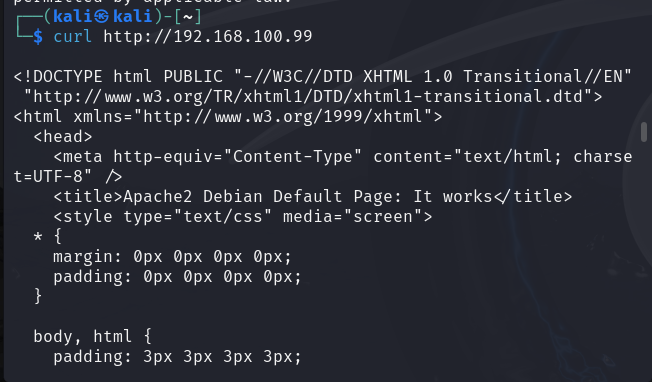 permitted by applicable law.
┌──(kali㉿kali)-[~]
└─$ curl http://192.168.100.99
<!DOCTYPE html PUBLIC "-//W3C//DTD XHTML 1.0 Transitional//EN"
"http://www.w3.org/TR/xhtml1/DTD/xhtml1-transitional.dtd">
<html xmlns="http://www.w3.org/1999/xhtml">
  <head>
    <meta http-equiv="Content-Type" content="text/html; charse
t=UTF-8" />
    <title>Apache2 Debian Default Page: It works</title>
    <style type="text/css" media="screen">
  * {
    margin: 0px 0px 0px 0px;
    padding: 0px 0px 0px 0px;
  }
  body, html {
    padding: 3px 3px 3px 3px;